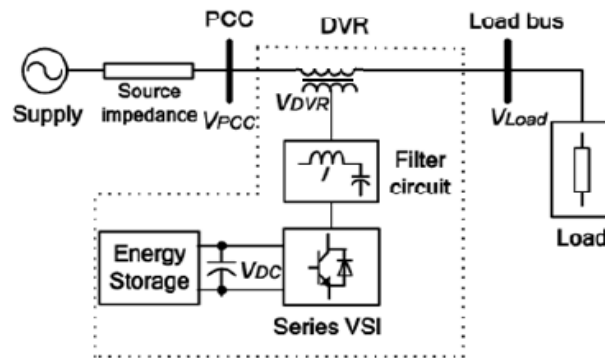 PCC
DVR
Load bus
Supply
Source
impedance
VPCC
VDVR
VLoad
Filter
circuit
Load
Energy
Storage
VDC
Series VSI